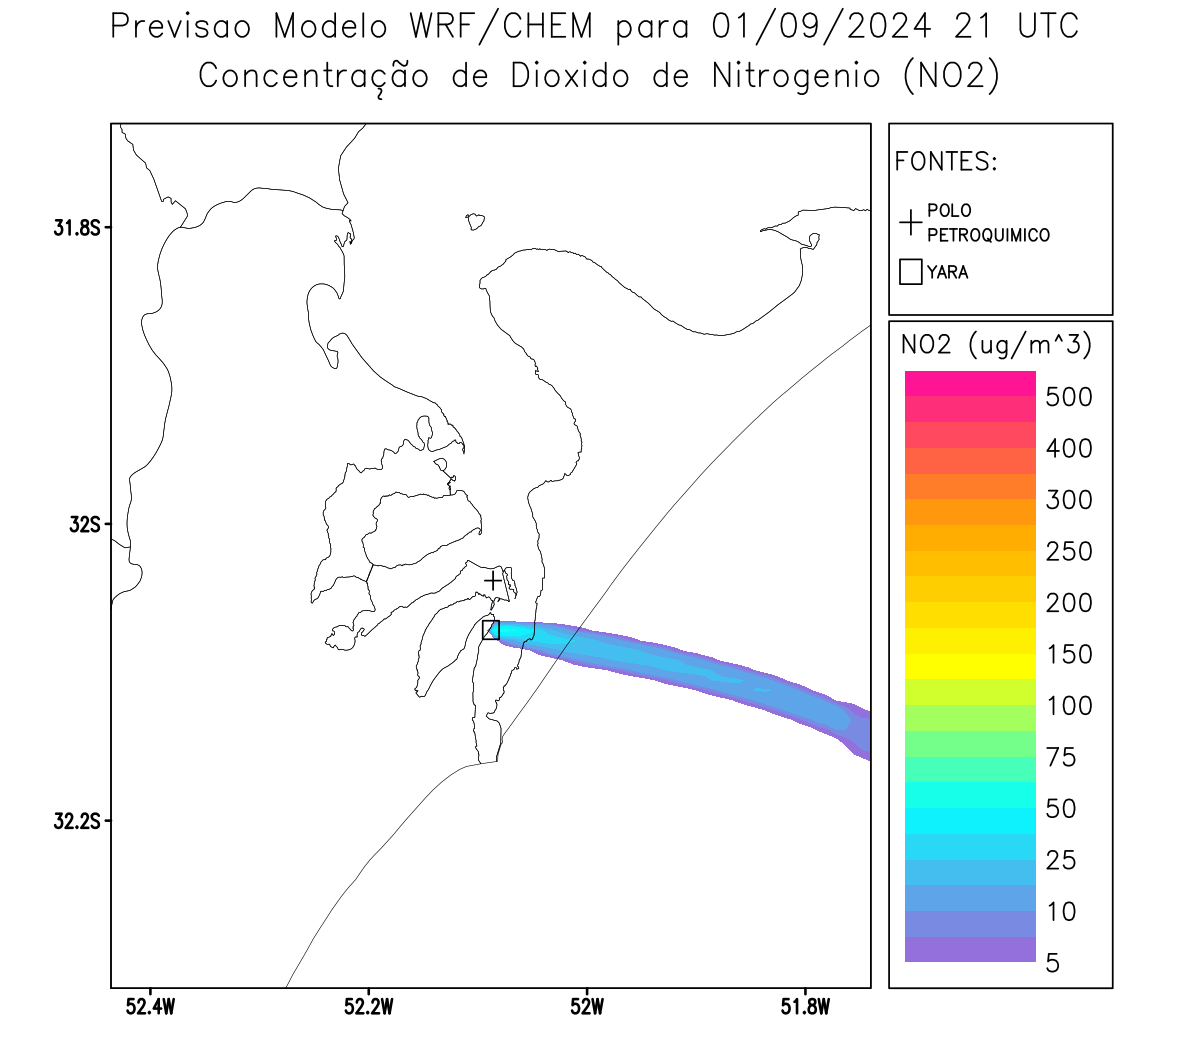 Previsao Modelo WRF/CHEM para 01/09/2024 21 UTC
Concentração de Dioxido de Nitrogenio (NO2)
FONTES:
POLO
PETROQUIMICO
YARA
NO2 (ug/m^3)
500
400
300
250
200
150
100
75
50
25
10
5
31.8S
32S
32.2S
52.4W
52.2W
52W
51.8W